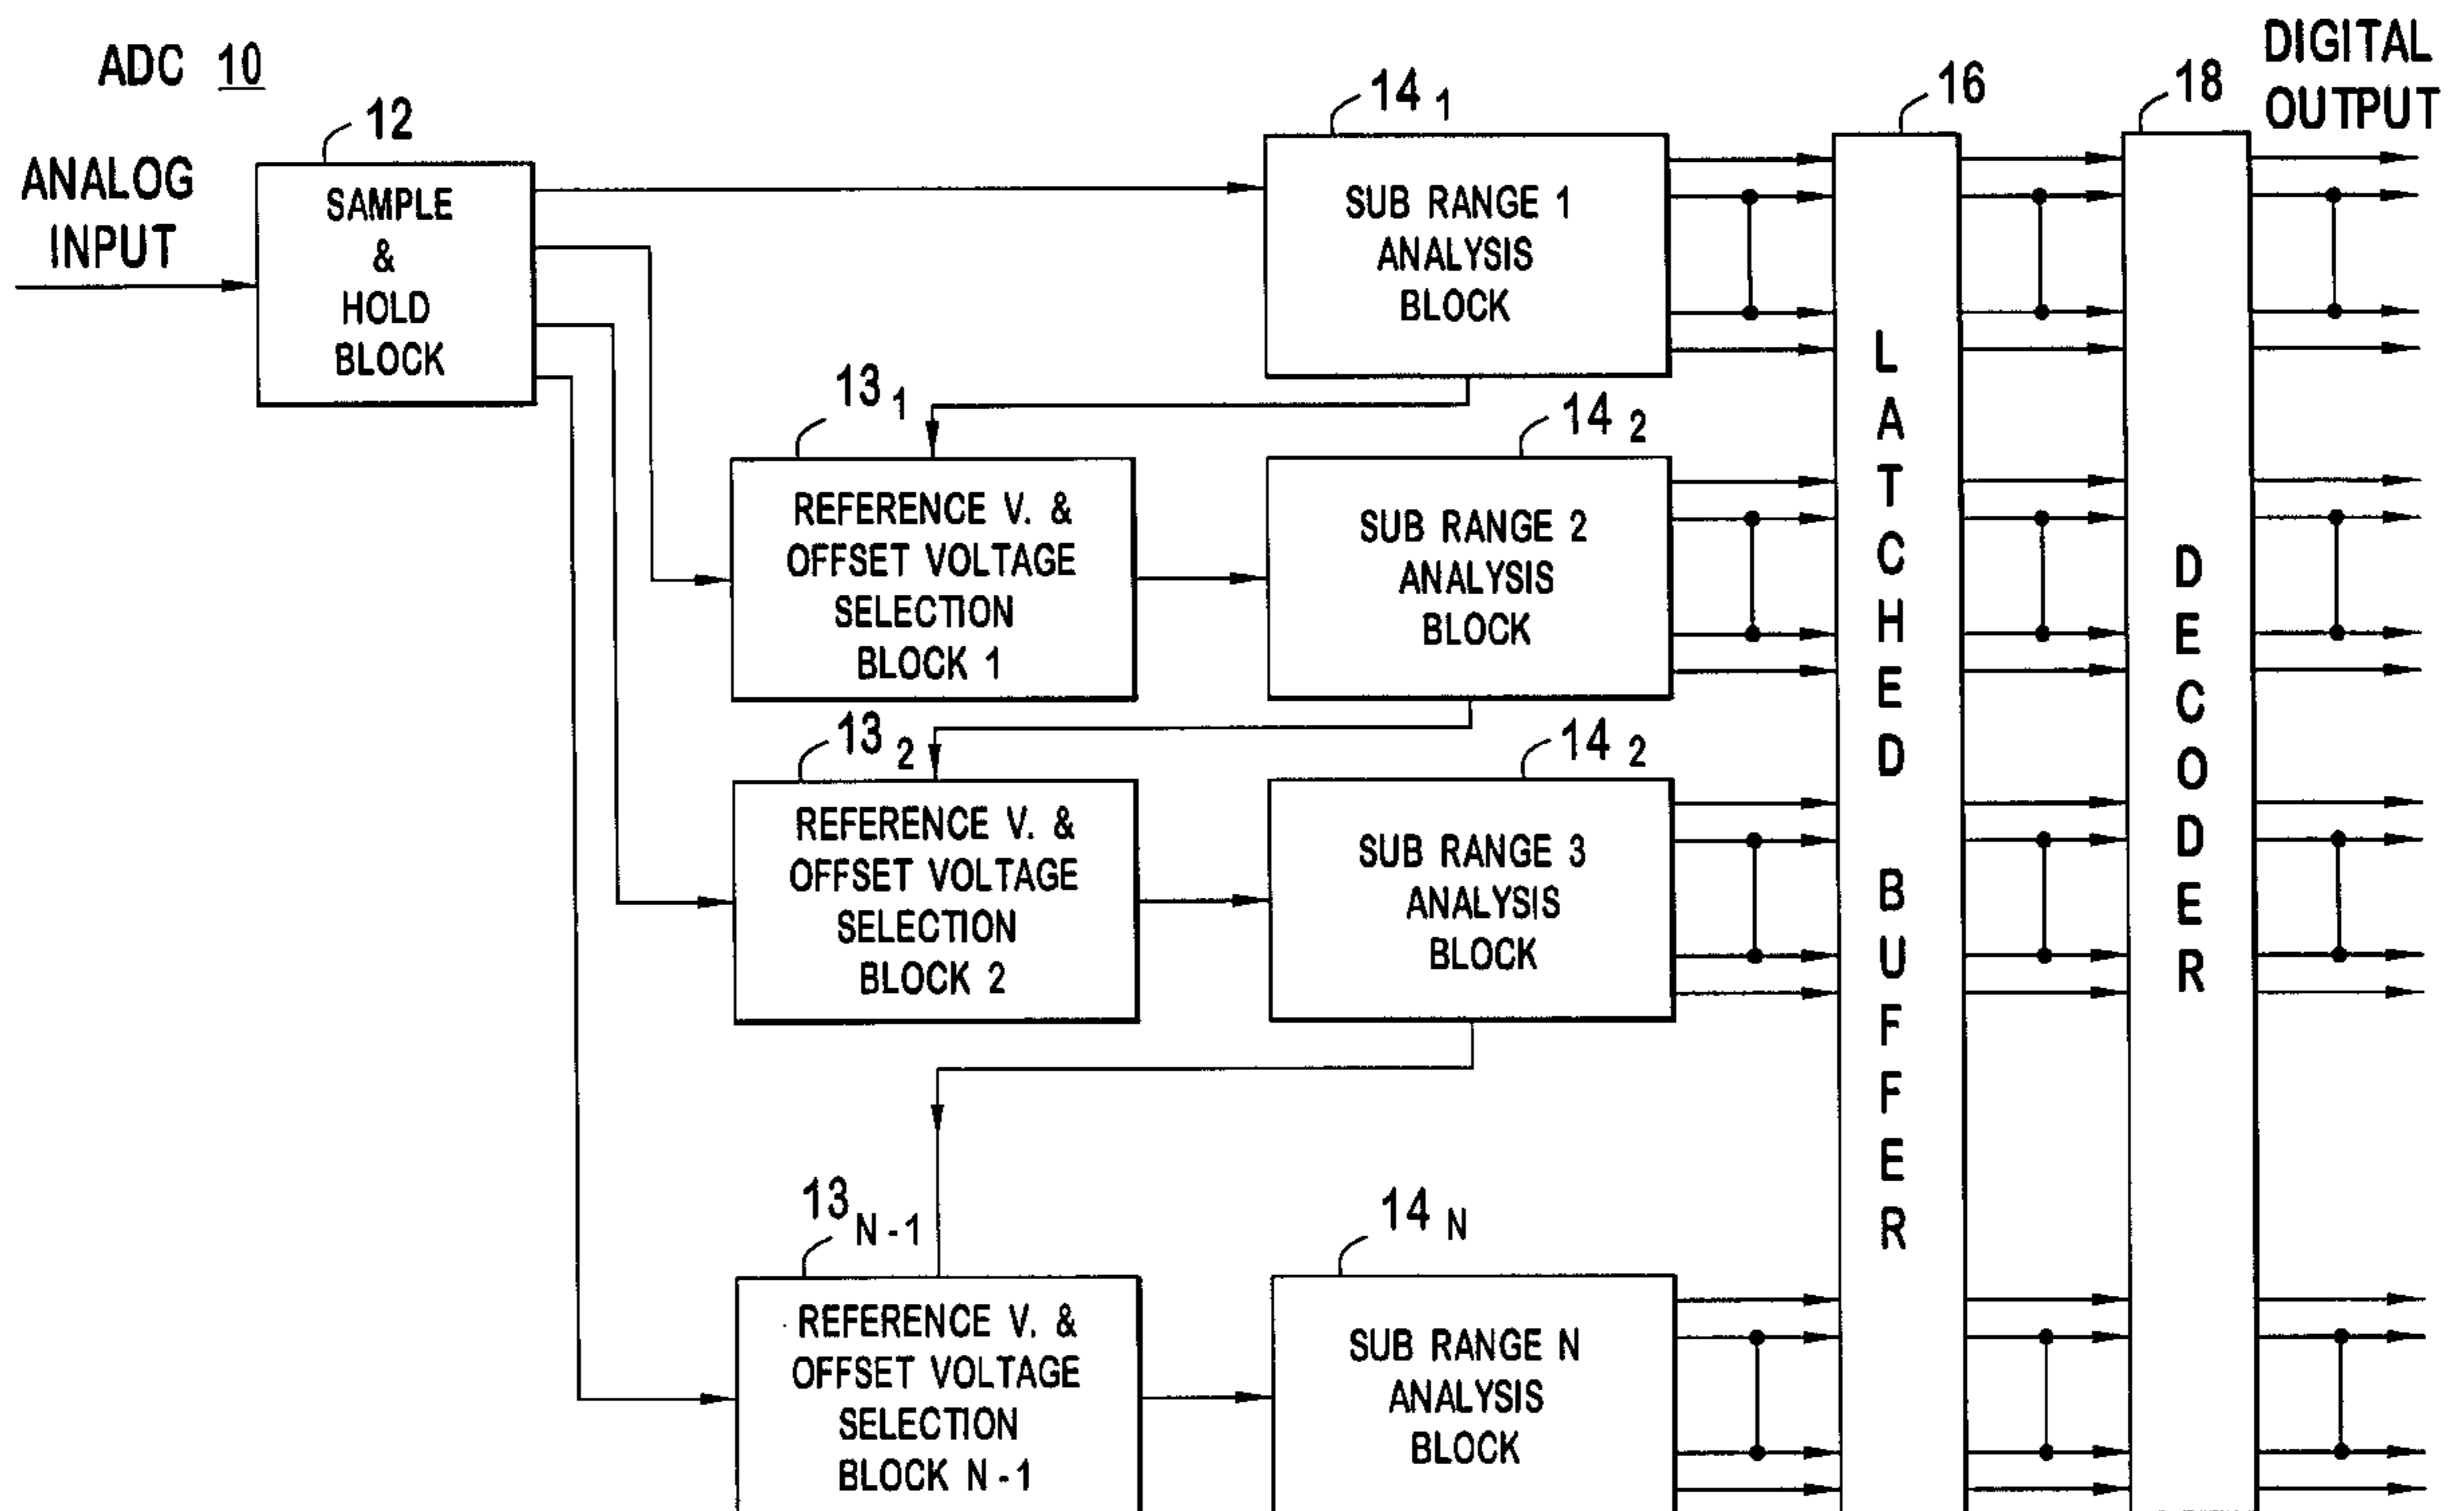 ADC 10
ANALOG
INPUT
12
SAMPLE
&
HOLD
BLOCK
14 1
SUB RANGE 1
ANALYSIS
BLOCK
16
18
DIGITAL
OUTPUT
13 1
REFERENCE V. &
OFFSET VOLTAGE
SELECTION
BLOCK 1
14 2
SUB RANGE 2
ANALYSIS
BLOCK
13 2
REFERENCE V. &
OFFSET VOLTAGE
SELECTION
BLOCK 2
14 2
SUB RANGE 3
ANALYSIS
BLOCK
13 N-1
REFERENCE V. &
OFFSET VOLTAGE
SELECTION
BLOCK N-1
14 N
SUB RANGE N
ANALYSIS
BLOCK
LATCHED BUFFER
DECODER